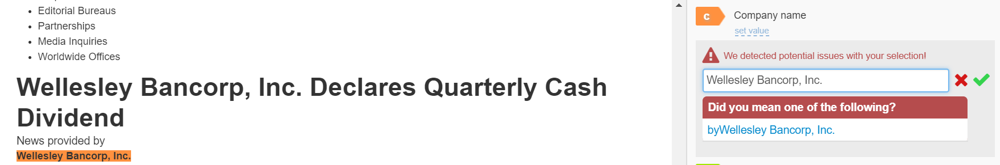 Editorial Bureaus
Partnerships
Media Inquiries
Worldwide Offices
Wellesley Bancorp, Inc. Declares Quarterly Cash
Dividend
News provided by
Wellesley Bancorp, Inc.
C
Company name
set value
We detected potential issues with your selection!
Wellesley Bancorp, Inc.
Did you mean one of the following?
byWellesley Bancorp, Inc.